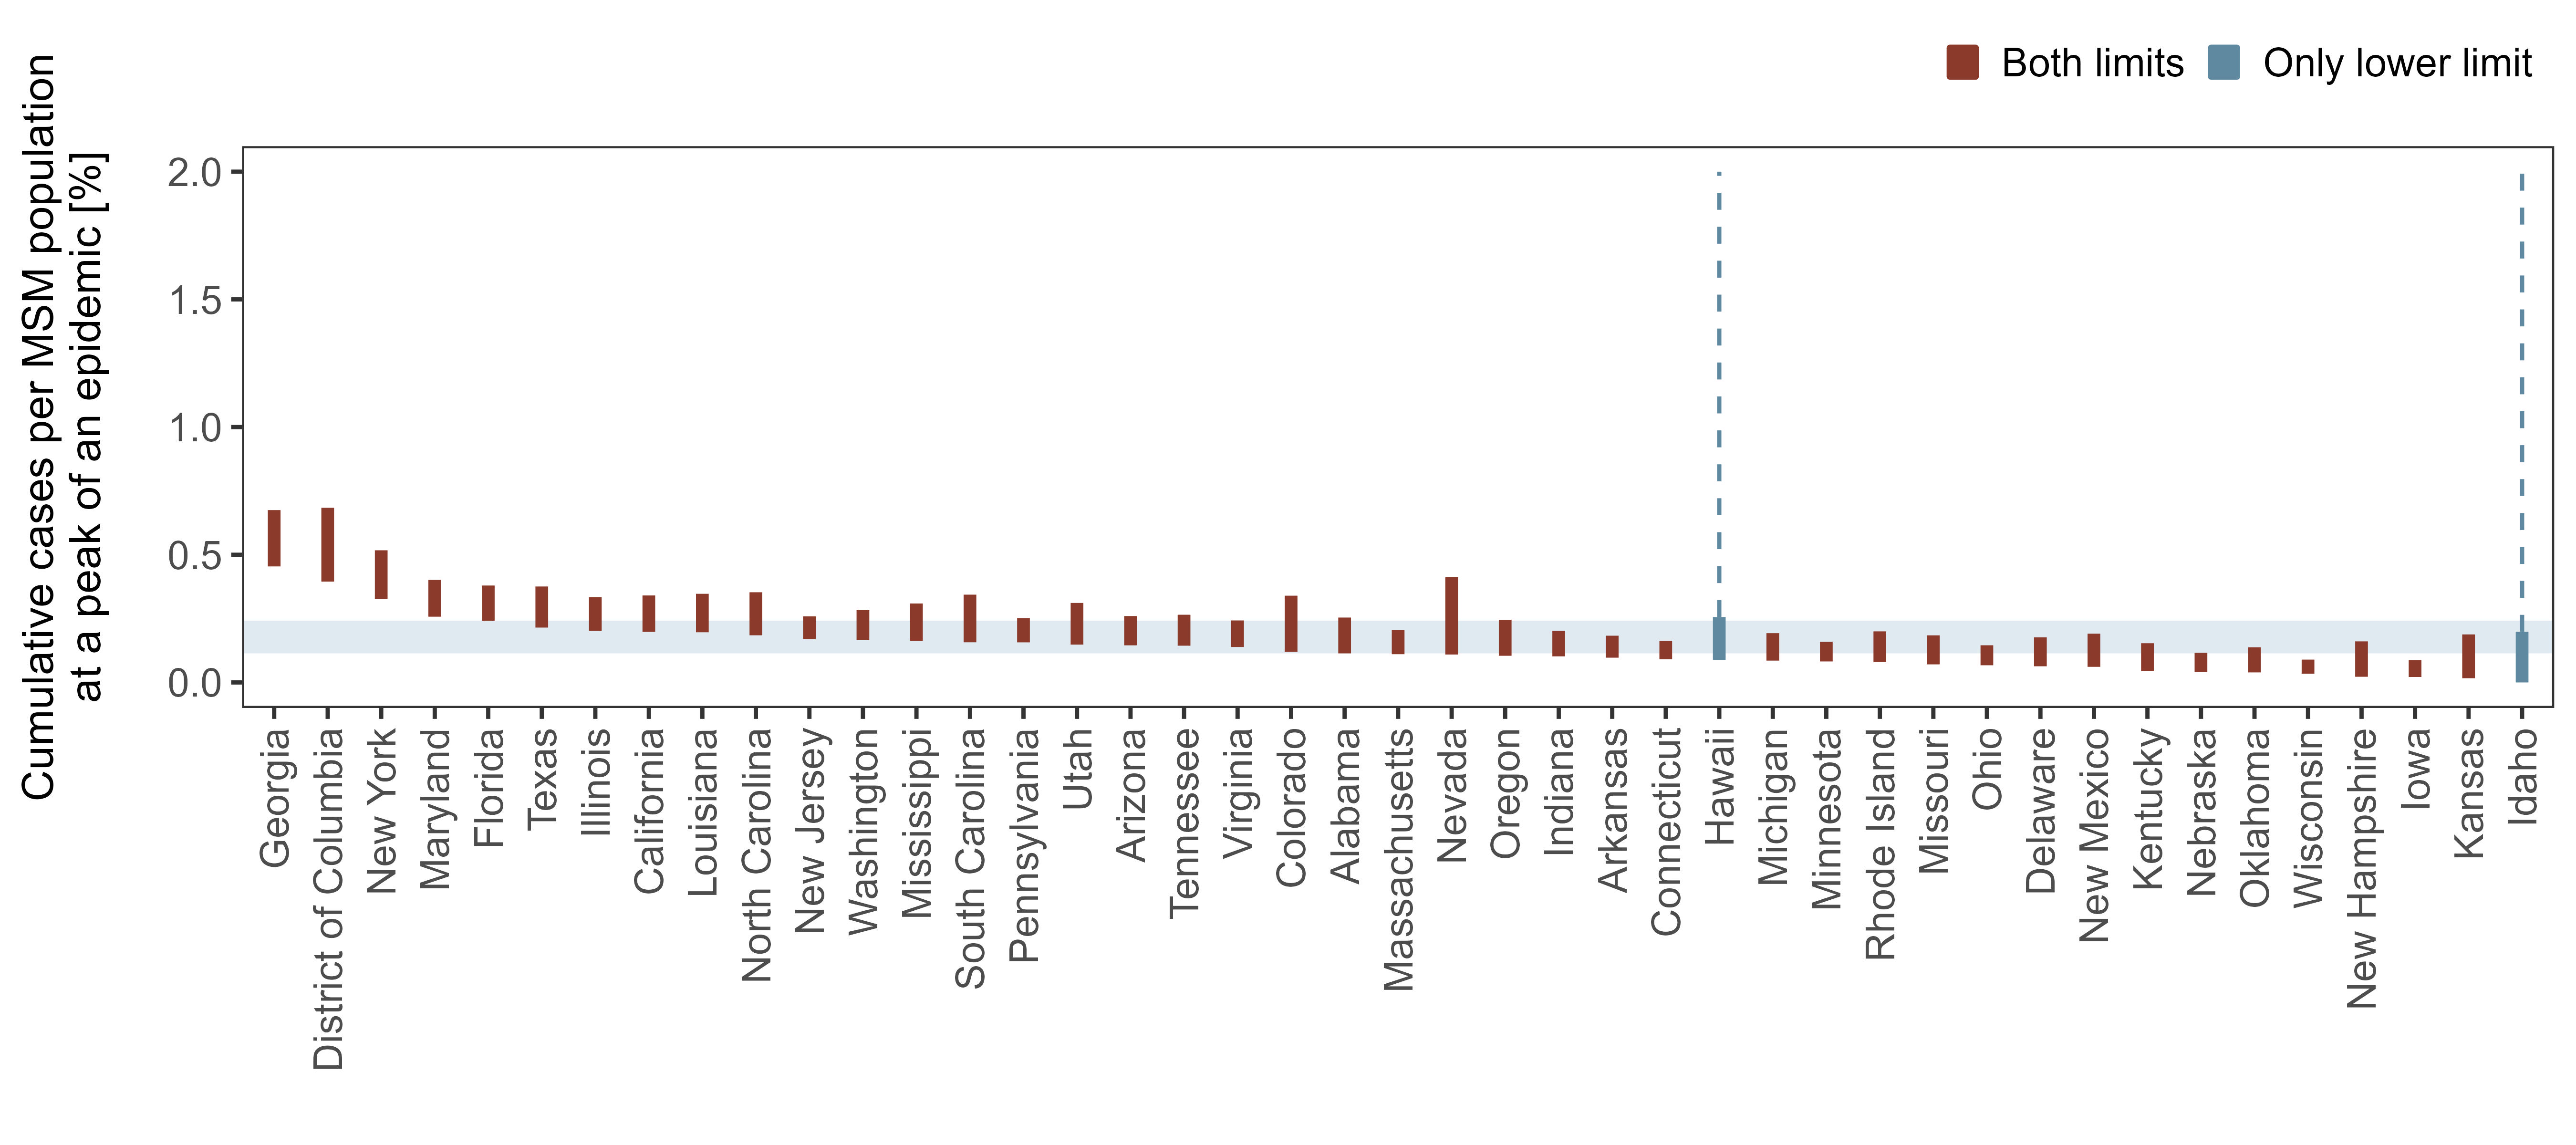 Both limits
Only lower limit
Cumulative cases per MSM population
at a peak of an epidemic [%]
2.0
1.5
1.0
0.5
0.0
Georgia
District of Columbia
New York
Maryland
Florida
Texas
Illinois
California
Louisiana
North Carolina
New Jersey
Washington
Mississippi
South Carolina
Pennsylvania
Utah
Arizona
Tennessee
Virginia
Colorado
Alabama
Massachusetts
Nevada
Oregon
Indiana
Arkansas
Connecticut
Hawaii
Michigan
Minnesota
Rhode Island
Missouri
Ohio
Delaware
New Mexico
Kentucky
Nebraska
Oklahoma
Wisconsin
New Hampshire
Iowa
Kansas
Idaho